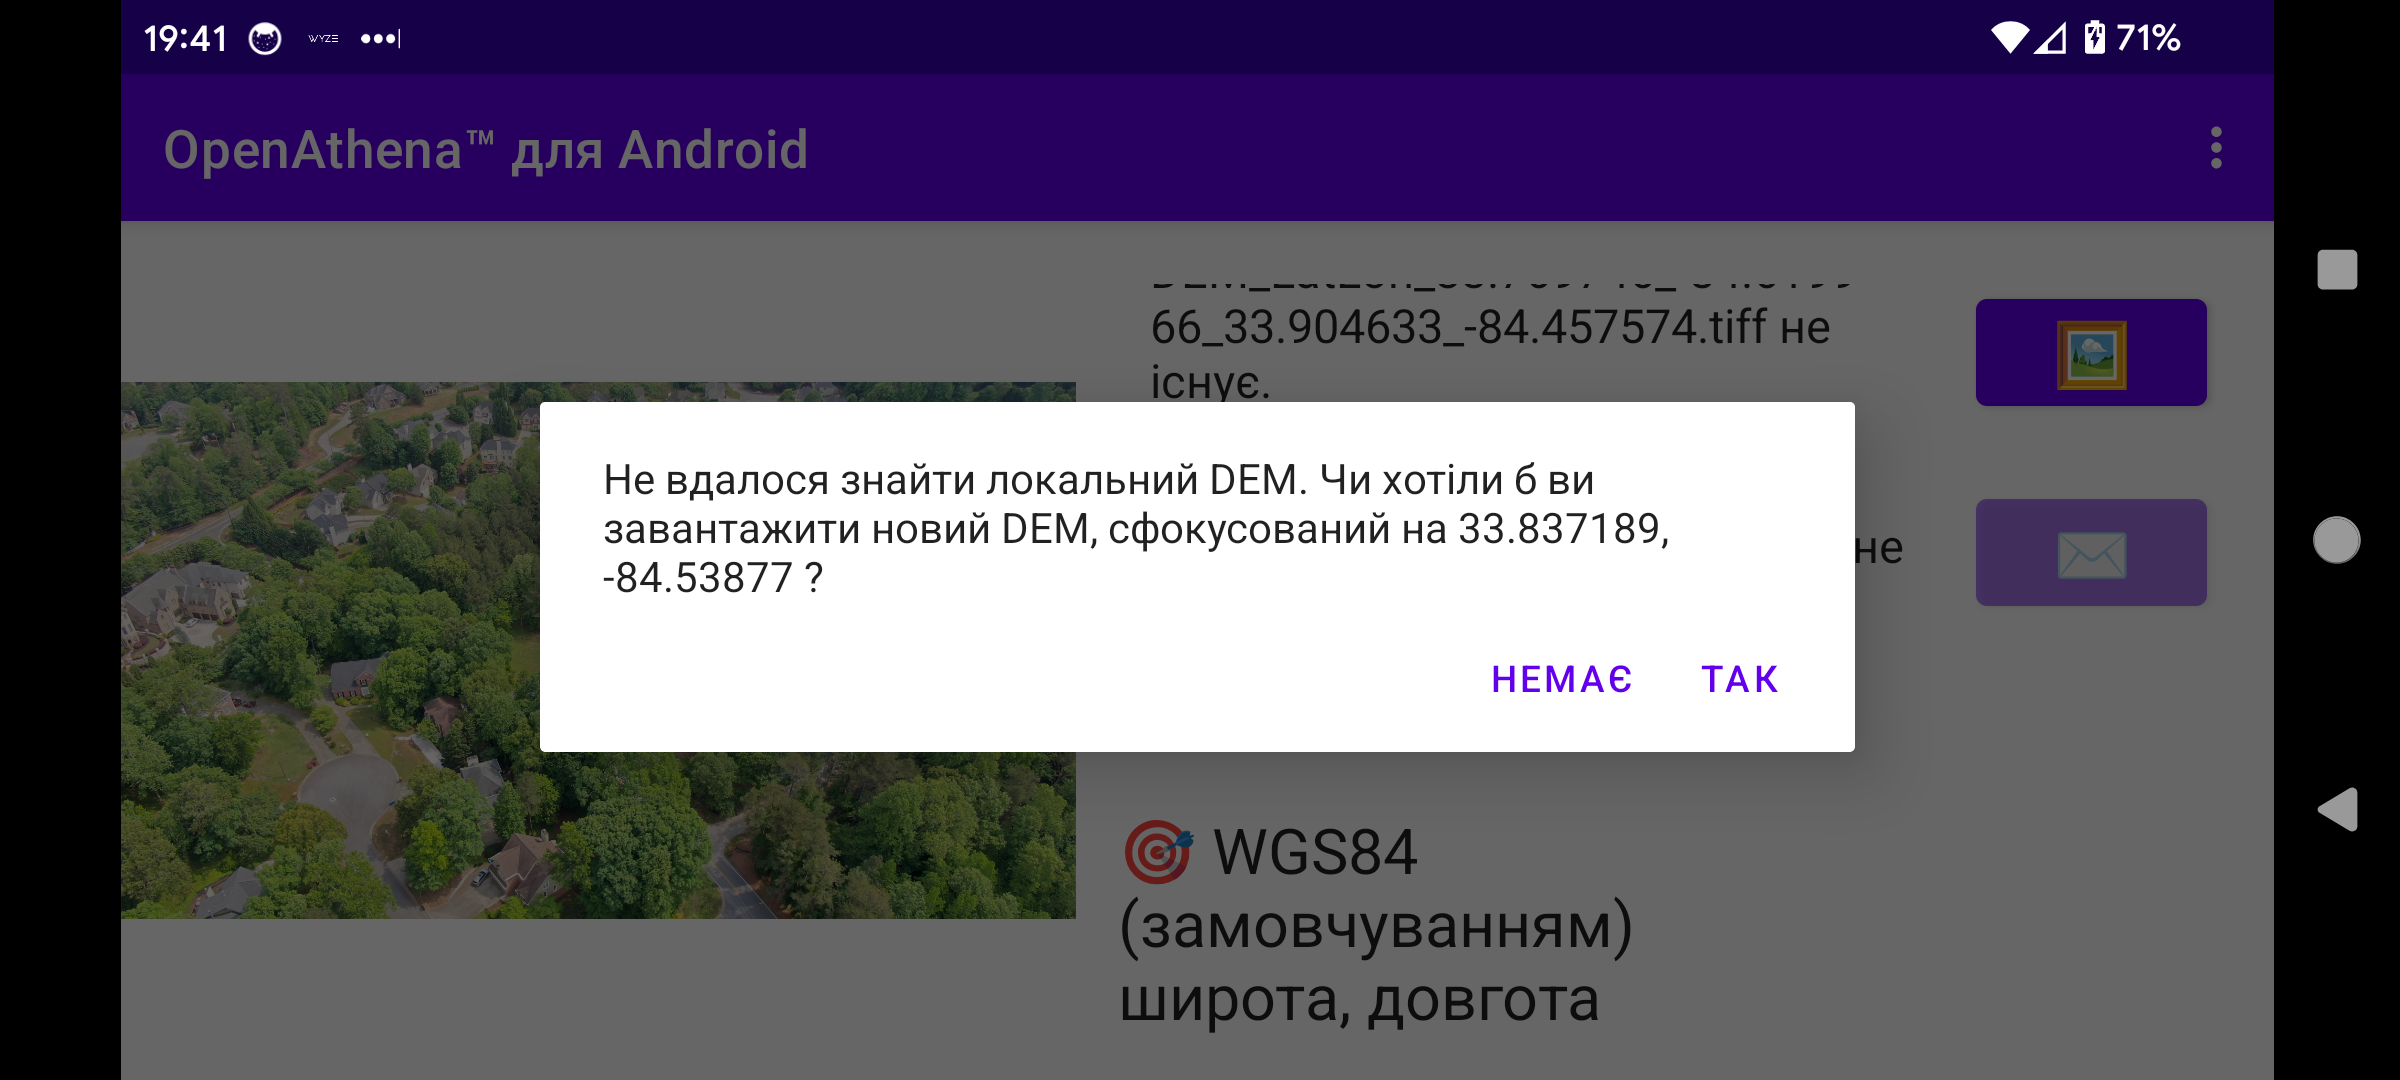 19:41 WYZE 71%
OpenAthena™ для Android
66_33.904633_-84.457574.tiff не
існує.
Не вдалося знайти локальний DEM. Чи хотіли б ви
завантажити новий DEM, сфокусований на 33.837189,
-84.53877 ?
не
НЕМАЄ ТАК
WGS84
(замовчуванням)
широта, довгота